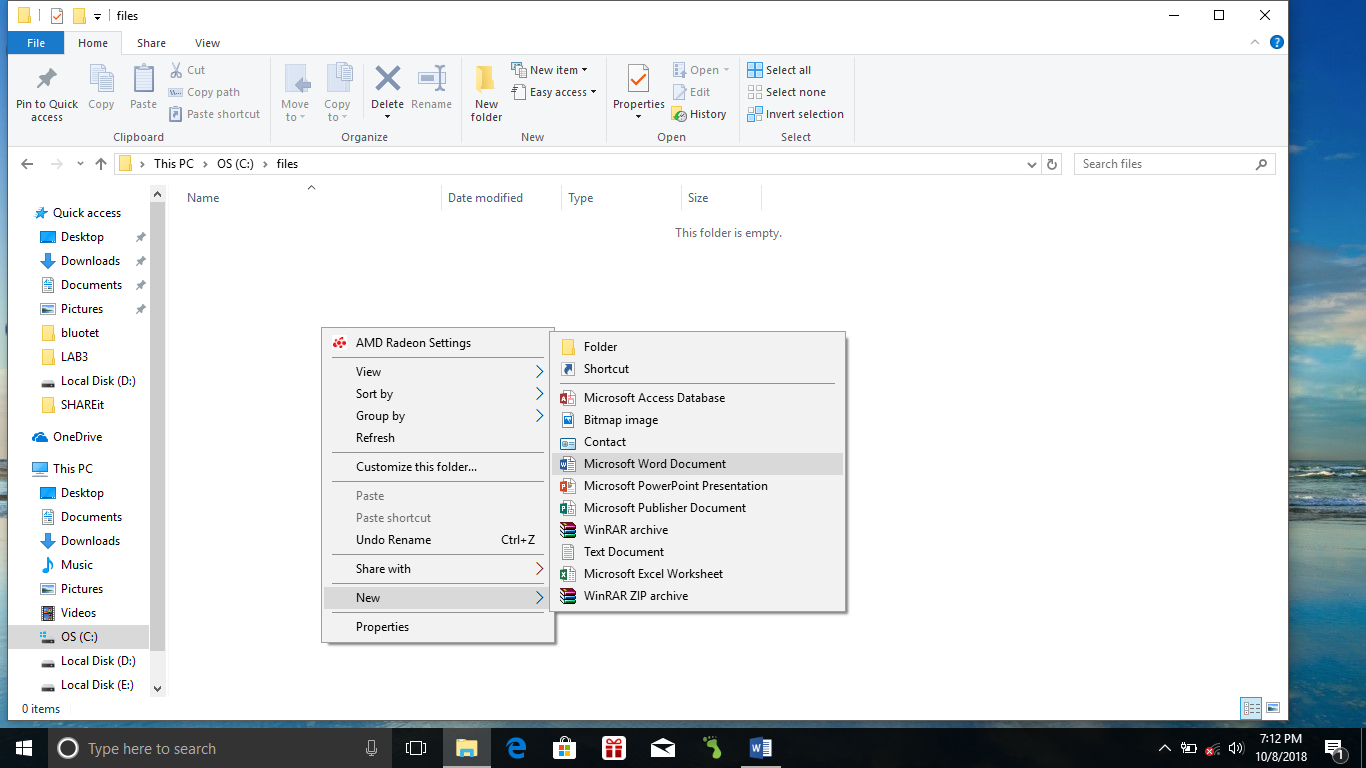 files
File Home Share View
Pin to Quick access
Copy
Paste
Cut
Copy path
Paste shortcut
Clipboard
Move to
Copy to
Delete
Rename
Organize
New folder
New item
Easy access
New
Properties
Open
Edit
History
Open
Select all
Select none
Invert selection
Select
This PC > OS (C:) > files
Search files
Quick access
Desktop
Downloads
Documents
Pictures
bluotet
LAB3
Local Disk (D:)
SHAREit
OneDrive
This PC
Desktop
Documents
Downloads
Music
Pictures
Videos
OS (C:)
Local Disk (D:)
Local Disk (E:)
Name Date modified Type Size
This folder is empty.
AMD Radeon Settings
View
Sort by
Group by
Refresh
Customize this folder...
Paste
Paste shortcut
Undo Rename Ctrl+Z
Share with
New
Properties
Folder
Shortcut
Microsoft Access Database
Bitmap image
Contact
Microsoft Word Document
Microsoft PowerPoint Presentation
Microsoft Publisher Document
WinRAR archive
Text Document
Microsoft Excel Worksheet
WinRAR ZIP archive
0 items
Type here to search
7:12 PM
10/8/2018
1